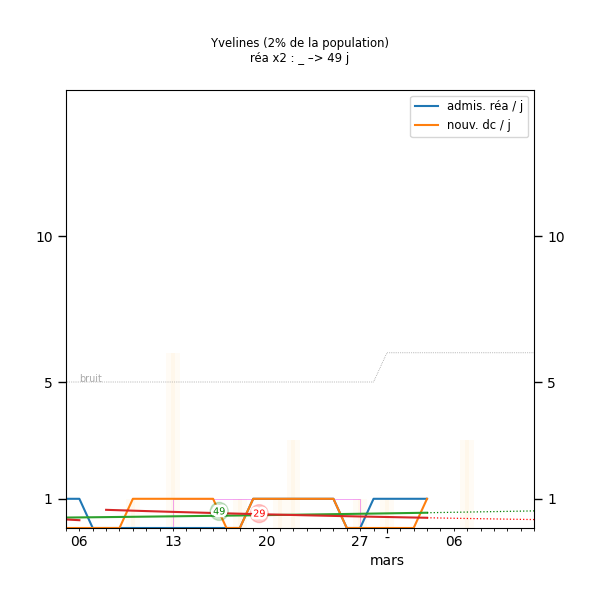 Yvelines (2% de la population)
réa x2 : _ –> 49 j
admis. réa / j
nouv. dc / j
10
10
bruit
5
5
1
1
49
29
06
13
20
27
-
06
mars